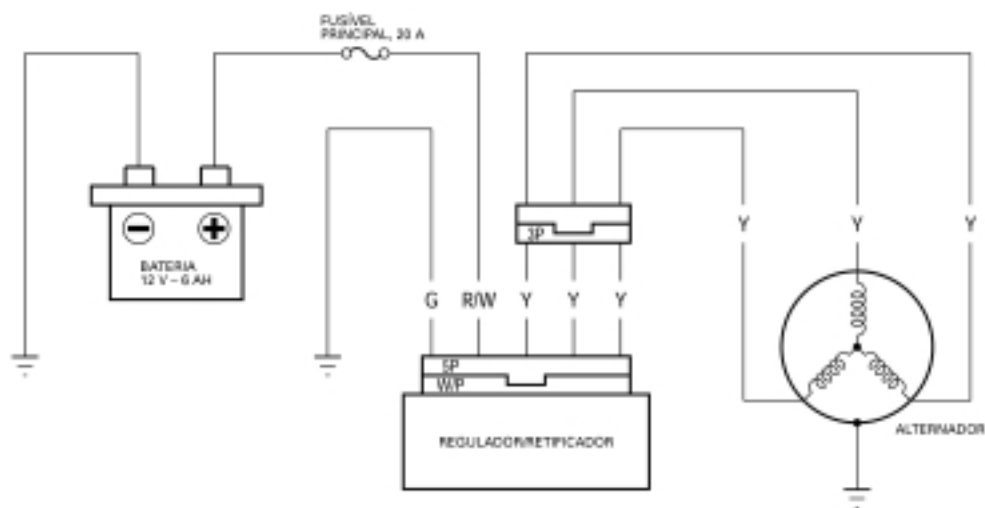 FUSÍVEL
PRINCIPAL, 20 A
BATERIA
12 V – 6 AH
3P
Y Y Y
G R/W Y Y Y
5P
W/P
REGULADOR/RETIFICADOR
ALTERNADOR